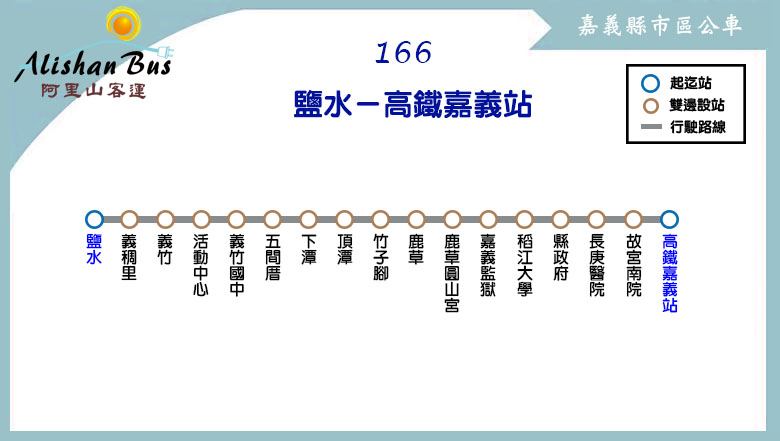 Alishan Bus
阿里山客運
嘉義縣市區公車
166
鹽水－高鐵嘉義站
起迄站
雙邊設站
行駛路線
鹽水
義稠里
義竹
活動中心
義竹國中
五間厝
下潭
頂潭
竹子腳
鹿草
鹿草圓山宮
嘉義監獄
稻江大學
縣政府
長庚醫院
故宮南院
高鐵嘉義站